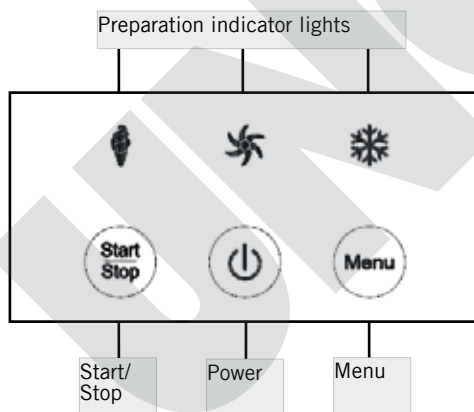 Preparation indicator lights
Start
Stop
Menu
Start/
Stop
Power
Menu